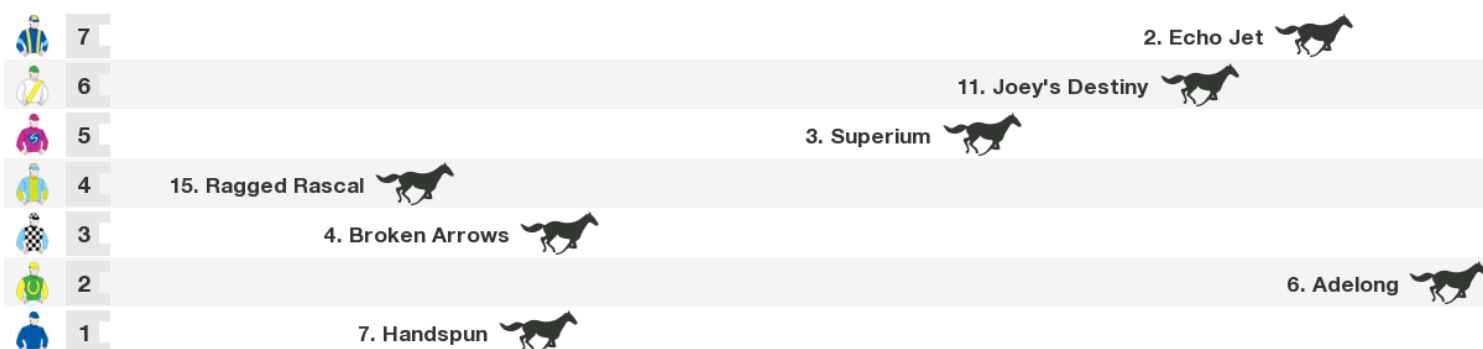 7 2. Echo Jet
6 11. Joey's Destiny
5 3. Superium
4 15. Ragged Rascal
3 4. Broken Arrows
2 6. Adelong
1 7. Handspun